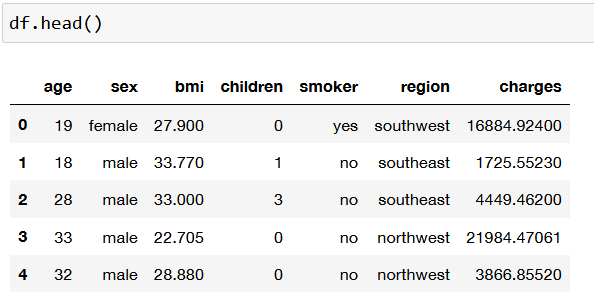 df.head()
age sex bmi children smoker region charges
0 19 female 27.900 0 yes southwest 16884.92400
1 18 male 33.770 1 no southeast 1725.55230
2 28 male 33.000 3 no southeast 4449.46200
3 33 male 22.705 0 no northwest 21984.47061
4 32 male 28.880 0 no northwest 3866.85520